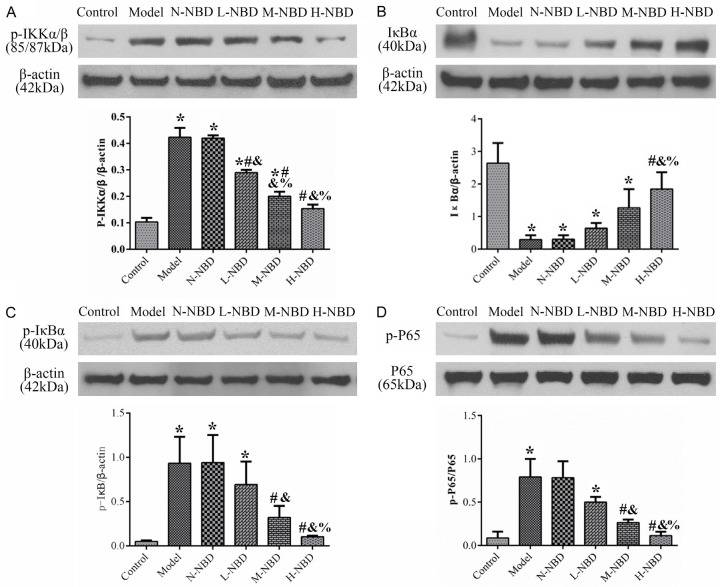 A
Control Model N-NBD L-NBD M-NBD H-NBD
p-IKKα/β
(85/87kDa)
β-actin
(42kDa)
P-IKKα/β /β-actin
0.5
0.4
0.3
0.2
0.1
0.0
*
*
*#&
*#
&%
#&%
Control
Model
N-NBD
L-NBD
M-NBD
H-NBD
B
Control Model N-NBD L-NBD M-NBD H-NBD
IκBα
(40kDa)
β-actin
(42kDa)
IκBα/β-actin
4
3
2
1
0
*
*
*
*
#&%
Control
Model
N-NBD
L-NBD
M-NBD
H-NBD
C
Control Model N-NBD L-NBD M-NBD H-NBD
p-IκBα
(40kDa)
β-actin
(42kDa)
p-IκB/β-actin
1.5
1.0
0.5
0.0
*
*
*
#&
#&%
Control
Model
N-NBD
L-NBD
M-NBD
H-NBD
D
Control Model N-NBD L-NBD M-NBD H-NBD
p-P65
P65
(65kDa)
p-P65/P65
1.5
1.0
0.5
0.0
*
*
#&
#&%
Control
Model
N-NBD
L-NBD
M-NBD
H-NBD